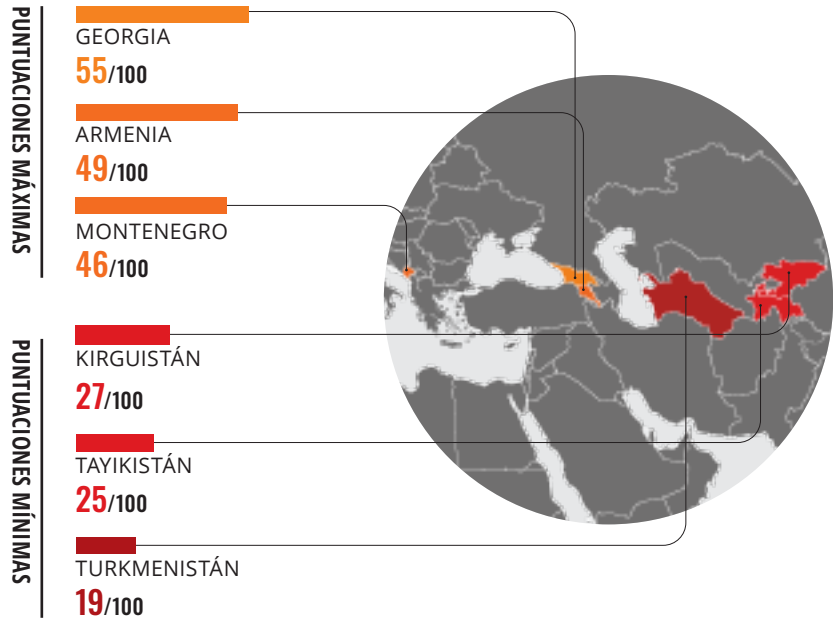 PUNTUACIONES MÁXIMAS
GEORGIA
55/100
ARMENIA
49/100
MONTENEGRO
46/100
PUNTUACIONES MÍNIMAS
KIRGUISTÁN
27/100
TAYIKISTÁN
25/100
TURKMENISTÁN
19/100